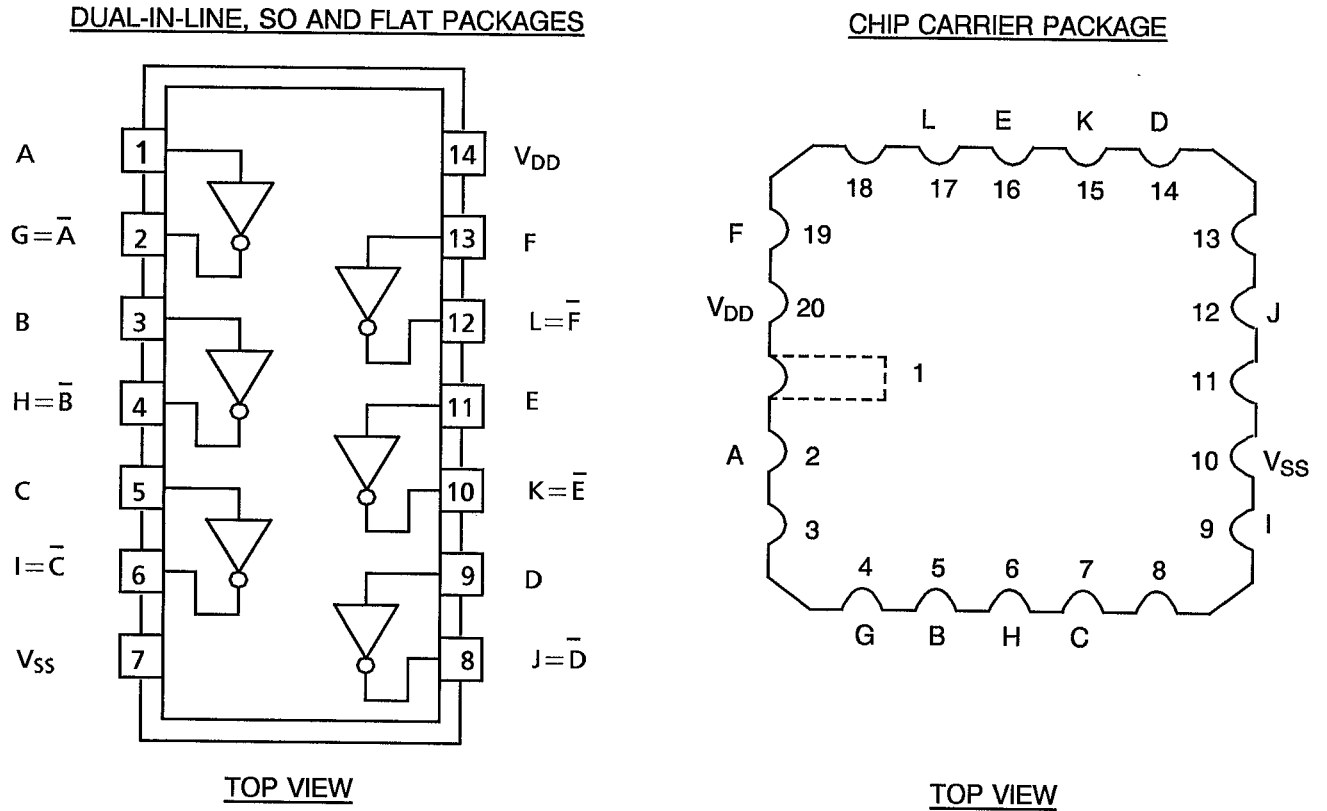 DUAL-IN-LINE, SO AND FLAT PACKAGES
A 1 14 VDD
G=A̅ 2 13 F
B 3 12 L=F̅
H=B̅ 4 11 E
C 5 10 K=E̅
I=C̅ 6 9 D
VSS 7 8 J=D̅
TOP VIEW
CHIP CARRIER PACKAGE
L E K D
18 17 16 15 14
F 19 13
VDD 20 12 J
1 11
A 2 10 VSS
3 9 I
4 5 6 7 8
G B H C
TOP VIEW